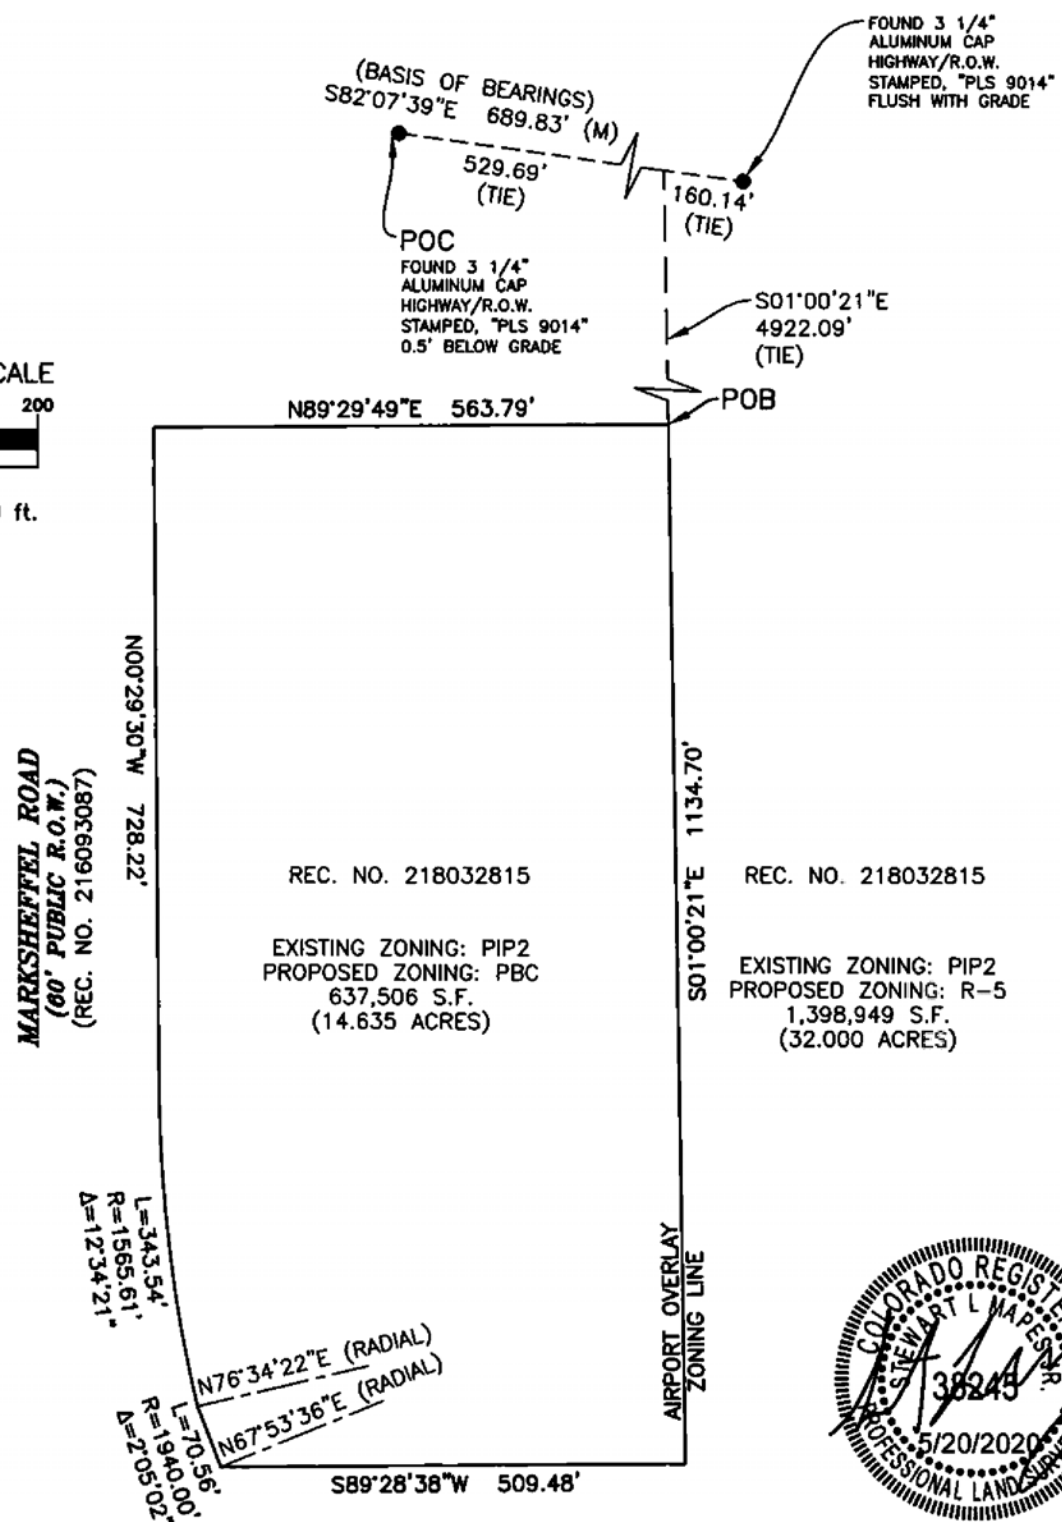 FOUND 3 1/4"
ALUMINUM CAP
HIGHWAY/R.O.W.
STAMPED, "PLS 9014"
FLUSH WITH GRADE
(BASIS OF BEARINGS)
S82°07'39"E 689.83' (M)
529.69'
(TIE)
160.14'
(TIE)
POC
FOUND 3 1/4"
ALUMINUM CAP
HIGHWAY/R.O.W.
STAMPED, "PLS 9014"
0.5' BELOW GRADE
S01°00'21"E
4922.09'
(TIE)
CALE
200
ft.
N89°29'49"E 563.79'
POB
N00°29'30"W 728.22'
MARKSHEFFEL ROAD
(60' PUBLIC R.O.W.)
(REC. NO. 216093087)
REC. NO. 218032815
EXISTING ZONING: PIP2
PROPOSED ZONING: PBC
637,506 S.F.
(14.635 ACRES)
S01°00'21"E 1134.70'
REC. NO. 218032815
EXISTING ZONING: PIP2
PROPOSED ZONING: R-5
1,398,949 S.F.
(32.000 ACRES)
L=343.54'
R=1565.61'
Δ=12°34'21"
N76°34'22"E (RADIAL)
N67°53'36"E (RADIAL)
L=70.56'
R=1940.00'
Δ=2°05'02"
S89°28'38"W 509.48'
AIRPORT OVERLAY
ZONING LINE
COLORADO REGISTE
STEWART L MAPES JR.
38245
5/20/2020
PROFESSIONAL LAND SURVE